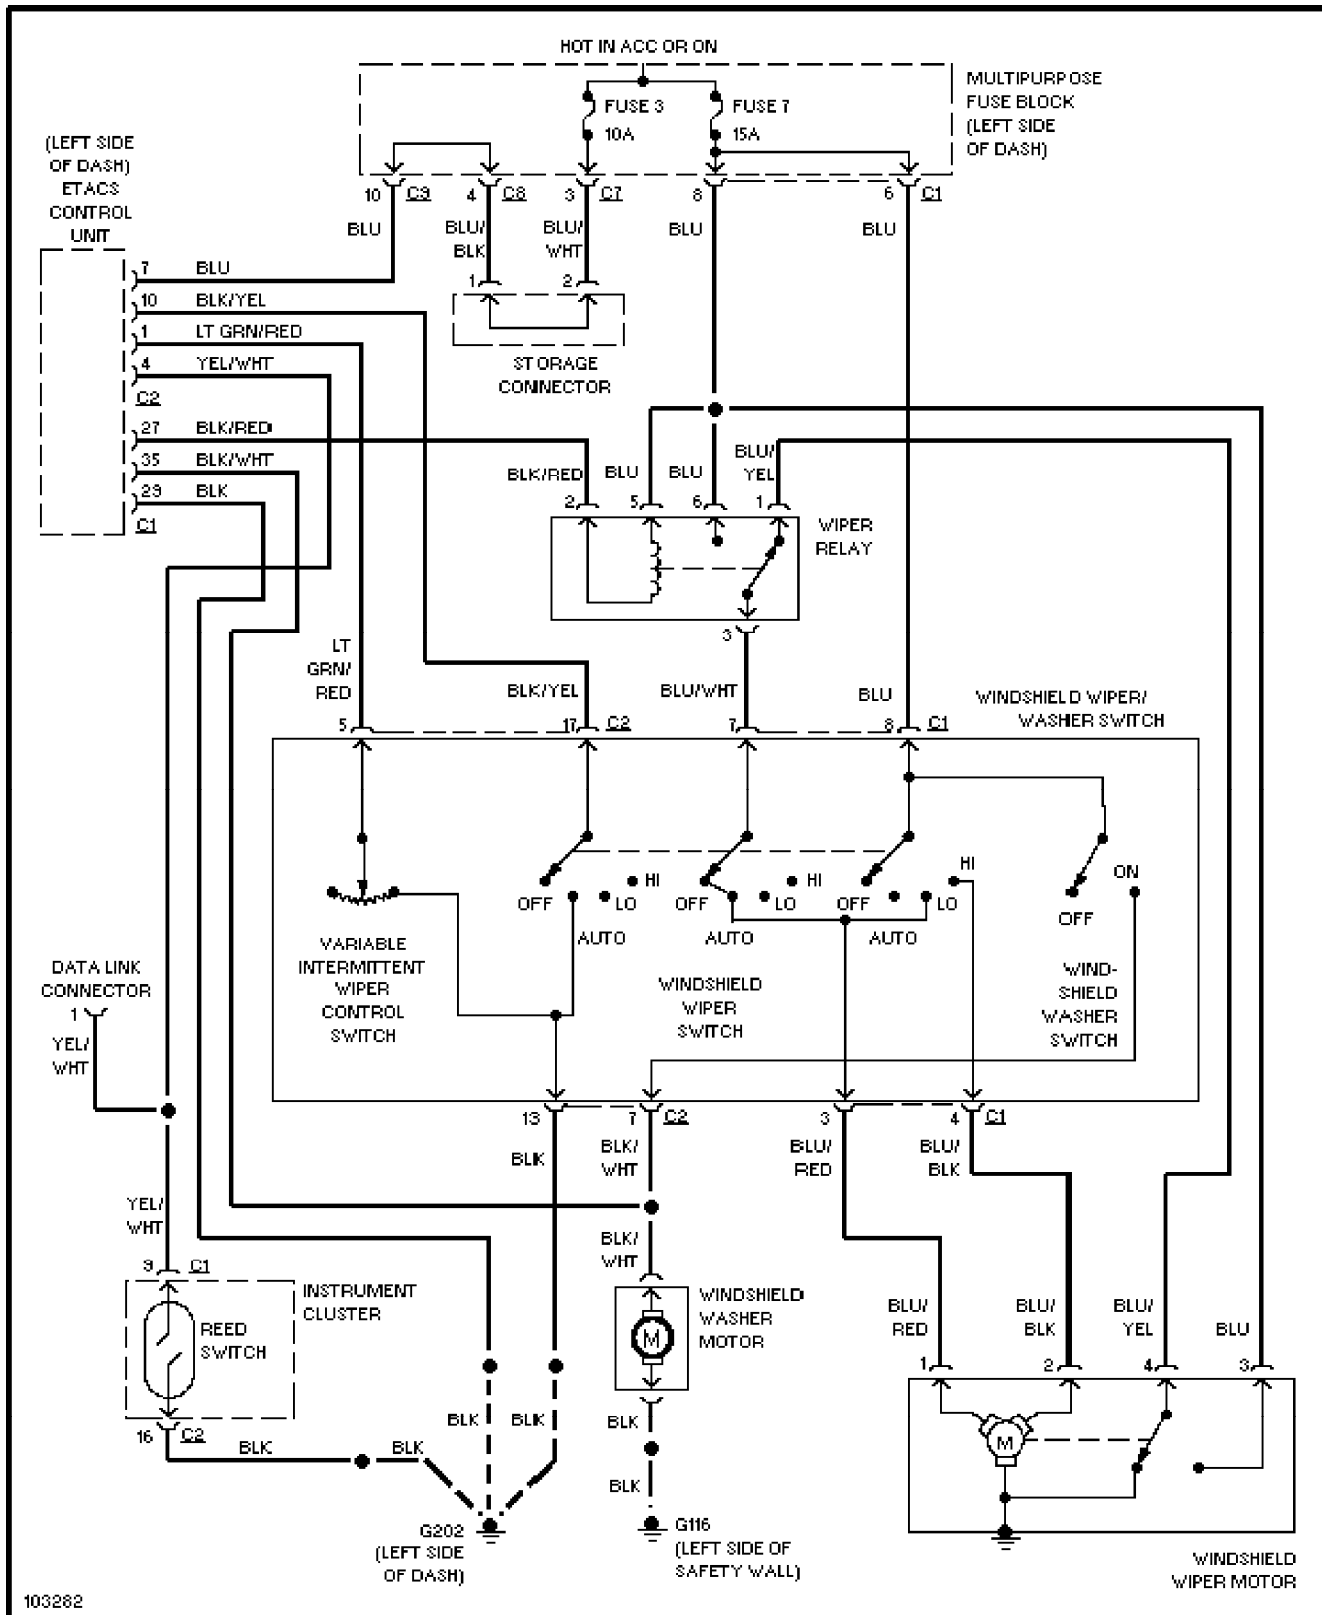 HOT IN ACC OR ON
MULTIPURPOSE
FUSE BLOCK
(LEFT SIDE
OF DASH)
FUSE 3
10A
FUSE 7
15A
(LEFT SIDE
OF DASH)
ETACS
CONTROL
UNIT
10 C9
4 C8
3 C7
8
6 C1
BLU
BLU/
BLK
BLU/
WHT
BLU
BLU
7 BLU
10 BLK/YEL
1 LT GRN/RED
4 YEL/WHT
C2
27 BLK/RED
35 BLK/WHT
29 BLK
C1
1
2
STORAGE
CONNECTOR
BLK/RED
BLU
BLU
BLU/
YEL
2
5
6
1
WIPER
RELAY
3
LT
GRN/
RED
BLK/YEL
BLU/WHT
BLU
WINDSHIELD WIPER/
WASHER SWITCH
5
17 C2
7
8 C1
HI
OFF
LO
AUTO
HI
OFF
LO
AUTO
HI
OFF
LO
AUTO
ON
OFF
VARIABLE
INTERMITTENT
WIPER
CONTROL
SWITCH
WINDSHIELD
WIPER
SWITCH
WIND-
SHIELD
WASHER
SWITCH
DATA LINK
CONNECTOR
1
YEL/
WHT
13
7 C2
3
4 C1
BLK
BLK/
WHT
BLU/
RED
BLU/
BLK
YEL/
WHT
BLK/
WHT
9 C1
INSTRUMENT
CLUSTER
REED
SWITCH
16 C2
BLK
BLK
BLK
BLK
WINDSHIELD
WASHER
MOTOR
M
BLK
BLK
G202
(LEFT SIDE
OF DASH)
G116
(LEFT SIDE OF
SAFETY WALL)
BLU/
RED
BLU/
BLK
BLU/
YEL
BLU
1
2
4
3
M
WINDSHIELD
WIPER MOTOR
103282